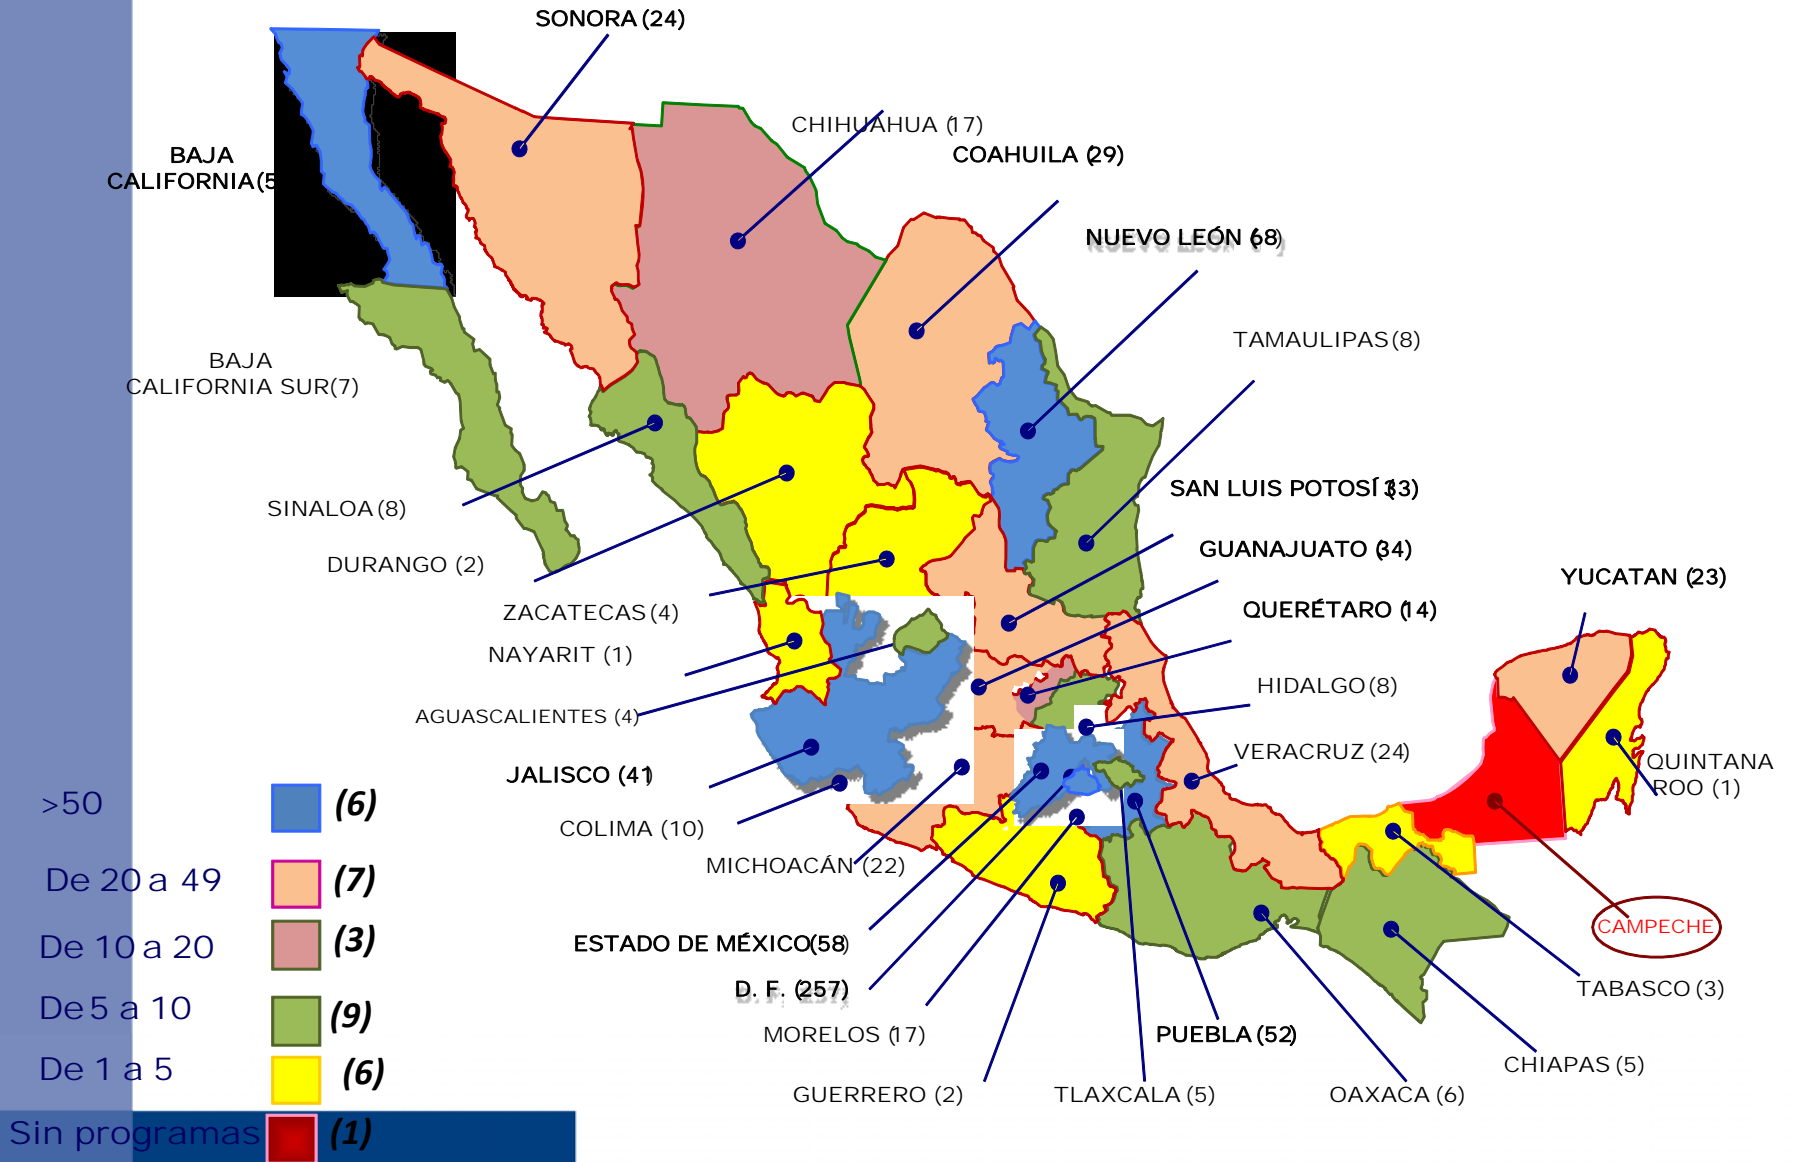 SONORA (24)
CHIHUAHUA (17)
COAHUILA (29)
BAJA
CALIFORNIA (5
NUEVO LEÓN (68)
TAMAULIPAS (8)
BAJA
CALIFORNIA SUR (7)
SAN LUIS POTOSÍ (33)
SINALOA (8)
GUANAJUATO (34)
DURANGO (2)
YUCATAN (23)
ZACATECAS (4)
QUERÉTARO (14)
NAYARIT (1)
HIDALGO (8)
AGUASCALIENTES (4)
VERACRUZ (24)
QUINTANA
ROO (1)
JALISCO (41)
COLIMA (10)
MICHOACÁN (22)
CAMPECHE
ESTADO DE MÉXICO (58)
D. F. (257)
TABASCO (3)
MORELOS (17)
PUEBLA (52)
CHIAPAS (5)
GUERRERO (2)
TLAXCALA (5)
OAXACA (6)
>50 (6)
De 20 a 49 (7)
De 10 a 20 (3)
De 5 a 10 (9)
De 1 a 5 (6)
Sin programas (1)